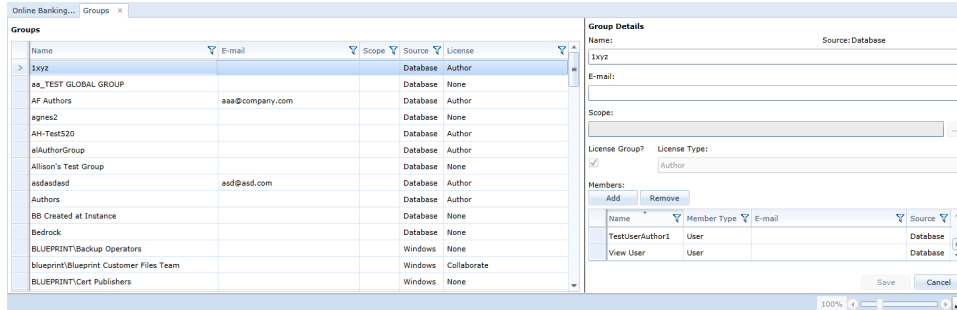 Online Banking... Groups ×
Groups
Name E-mail Scope Source License
> 1xyz Database Author
aa_TEST GLOBAL GROUP Database None
AF Authors aaa@company.com Database Author
agnes2 Database None
AH-Test520 Database Author
alAuthorGroup Database Author
Allison's Test Group Database None
asdasdasd asd@asd.com Database Author
Authors Database Author
BB Created at Instance Database None
Bedrock Database None
BLUEPRINT\Backup Operators Windows None
blueprint\Blueprint Customer Files Team Windows Collaborate
BLUEPRINT\Cert Publishers Windows None
Group Details
Name: Source:Database
1xyz
E-mail:
Scope:
...
License Group? License Type:
Author
Members:
Add Remove
Name Member Type E-mail Source
TestUserAuthor1 User Database
View User User Database
Save Cancel
100%